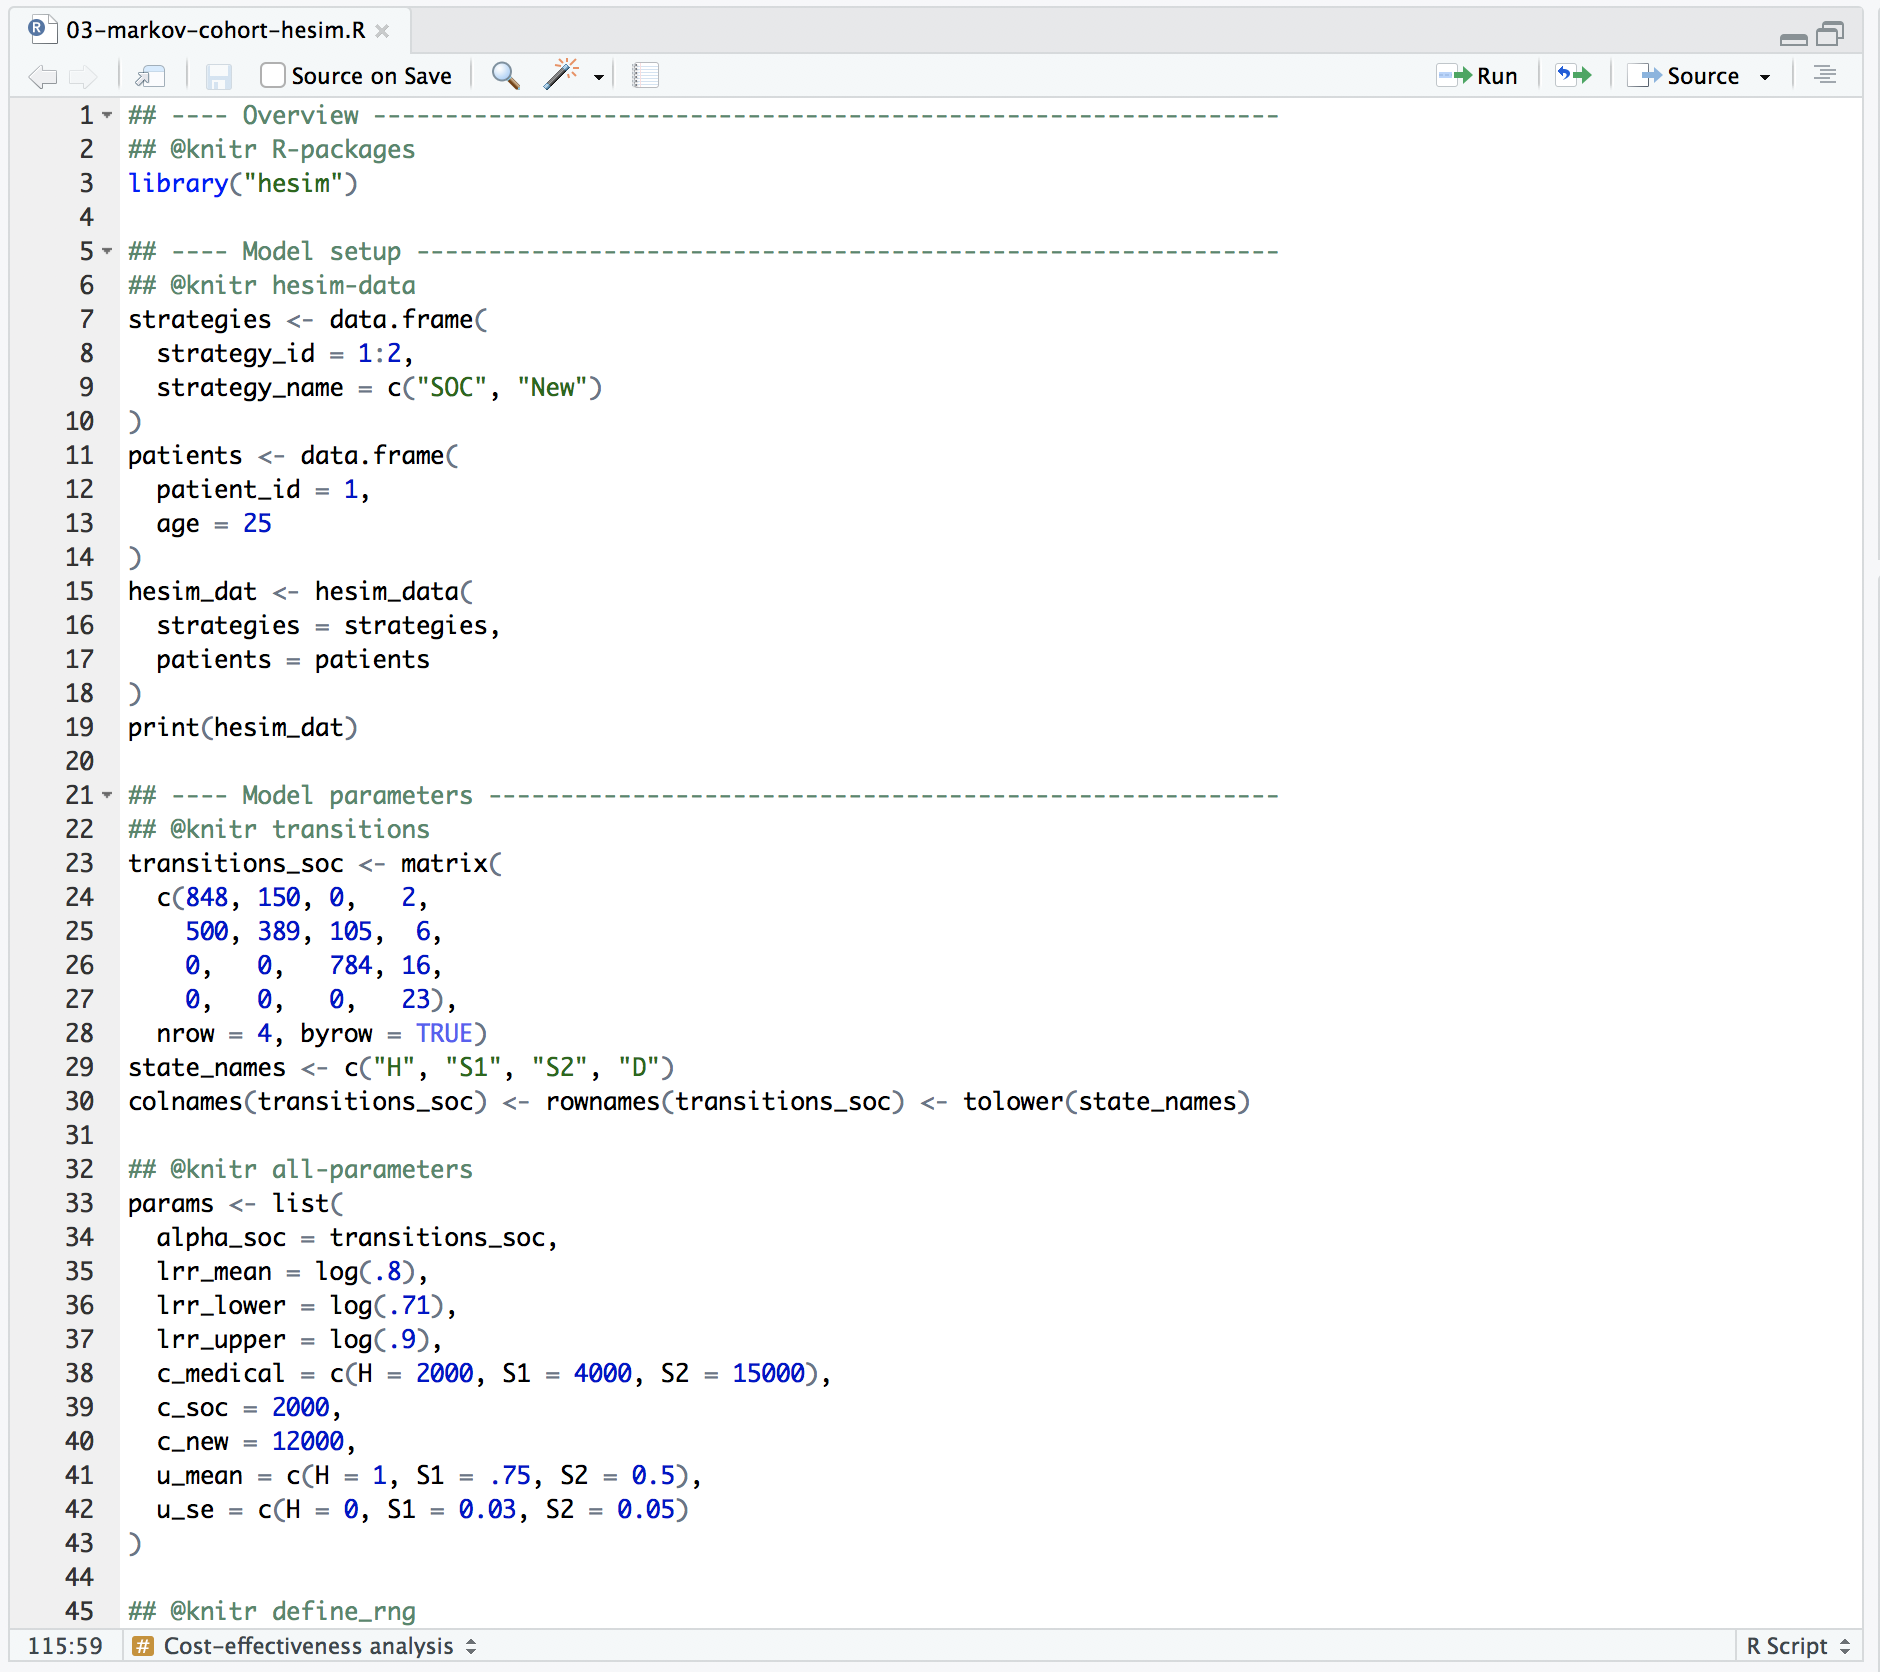 03-markov-cohort-hesim.R
Source on Save Run Source
1 ## ---- Overview ---------------------------------------------------------------
2 ## @knitr R-packages
3 library("hesim")
4
5 ## ---- Model setup ------------------------------------------------------------
6 ## @knitr hesim-data
7 strategies <- data.frame(
8   strategy_id = 1:2,
9   strategy_name = c("SOC", "New")
10 )
11 patients <- data.frame(
12   patient_id = 1,
13   age = 25
14 )
15 hesim_dat <- hesim_data(
16   strategies = strategies,
17   patients = patients
18 )
19 print(hesim_dat)
20
21 ## ---- Model parameters -------------------------------------------------------
22 ## @knitr transitions
23 transitions_soc <- matrix(
24   c(848, 150, 0,   2,
25     500, 389, 105,  6,
26     0,   0,   784, 16,
27     0,   0,   0,   23),
28   nrow = 4, byrow = TRUE)
29 state_names <- c("H", "S1", "S2", "D")
30 colnames(transitions_soc) <- rownames(transitions_soc) <- tolower(state_names)
31
32 ## @knitr all-parameters
33 params <- list(
34   alpha_soc = transitions_soc,
35   lrr_mean = log(.8),
36   lrr_lower = log(.71),
37   lrr_upper = log(.9),
38   c_medical = c(H = 2000, S1 = 4000, S2 = 15000),
39   c_soc = 2000,
40   c_new = 12000,
41   u_mean = c(H = 1, S1 = .75, S2 = 0.5),
42   u_se = c(H = 0, S1 = 0.03, S2 = 0.05)
43 )
44
45 ## @knitr define_rng
115:59 # Cost-effectiveness analysis R Script